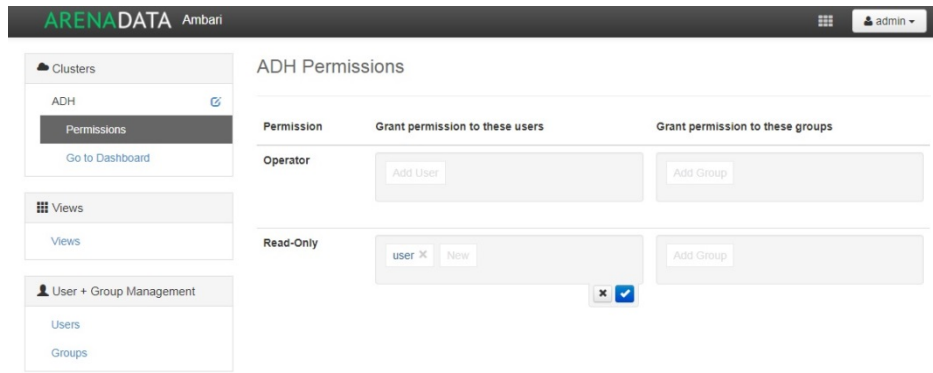 ARENADATA Ambari
admin
Clusters
ADH
Permissions
Go to Dashboard
Views
Views
User + Group Management
Users
Groups
ADH Permissions
Permission Grant permission to these users Grant permission to these groups
Operator Add User Add Group
Read-Only user New Add Group